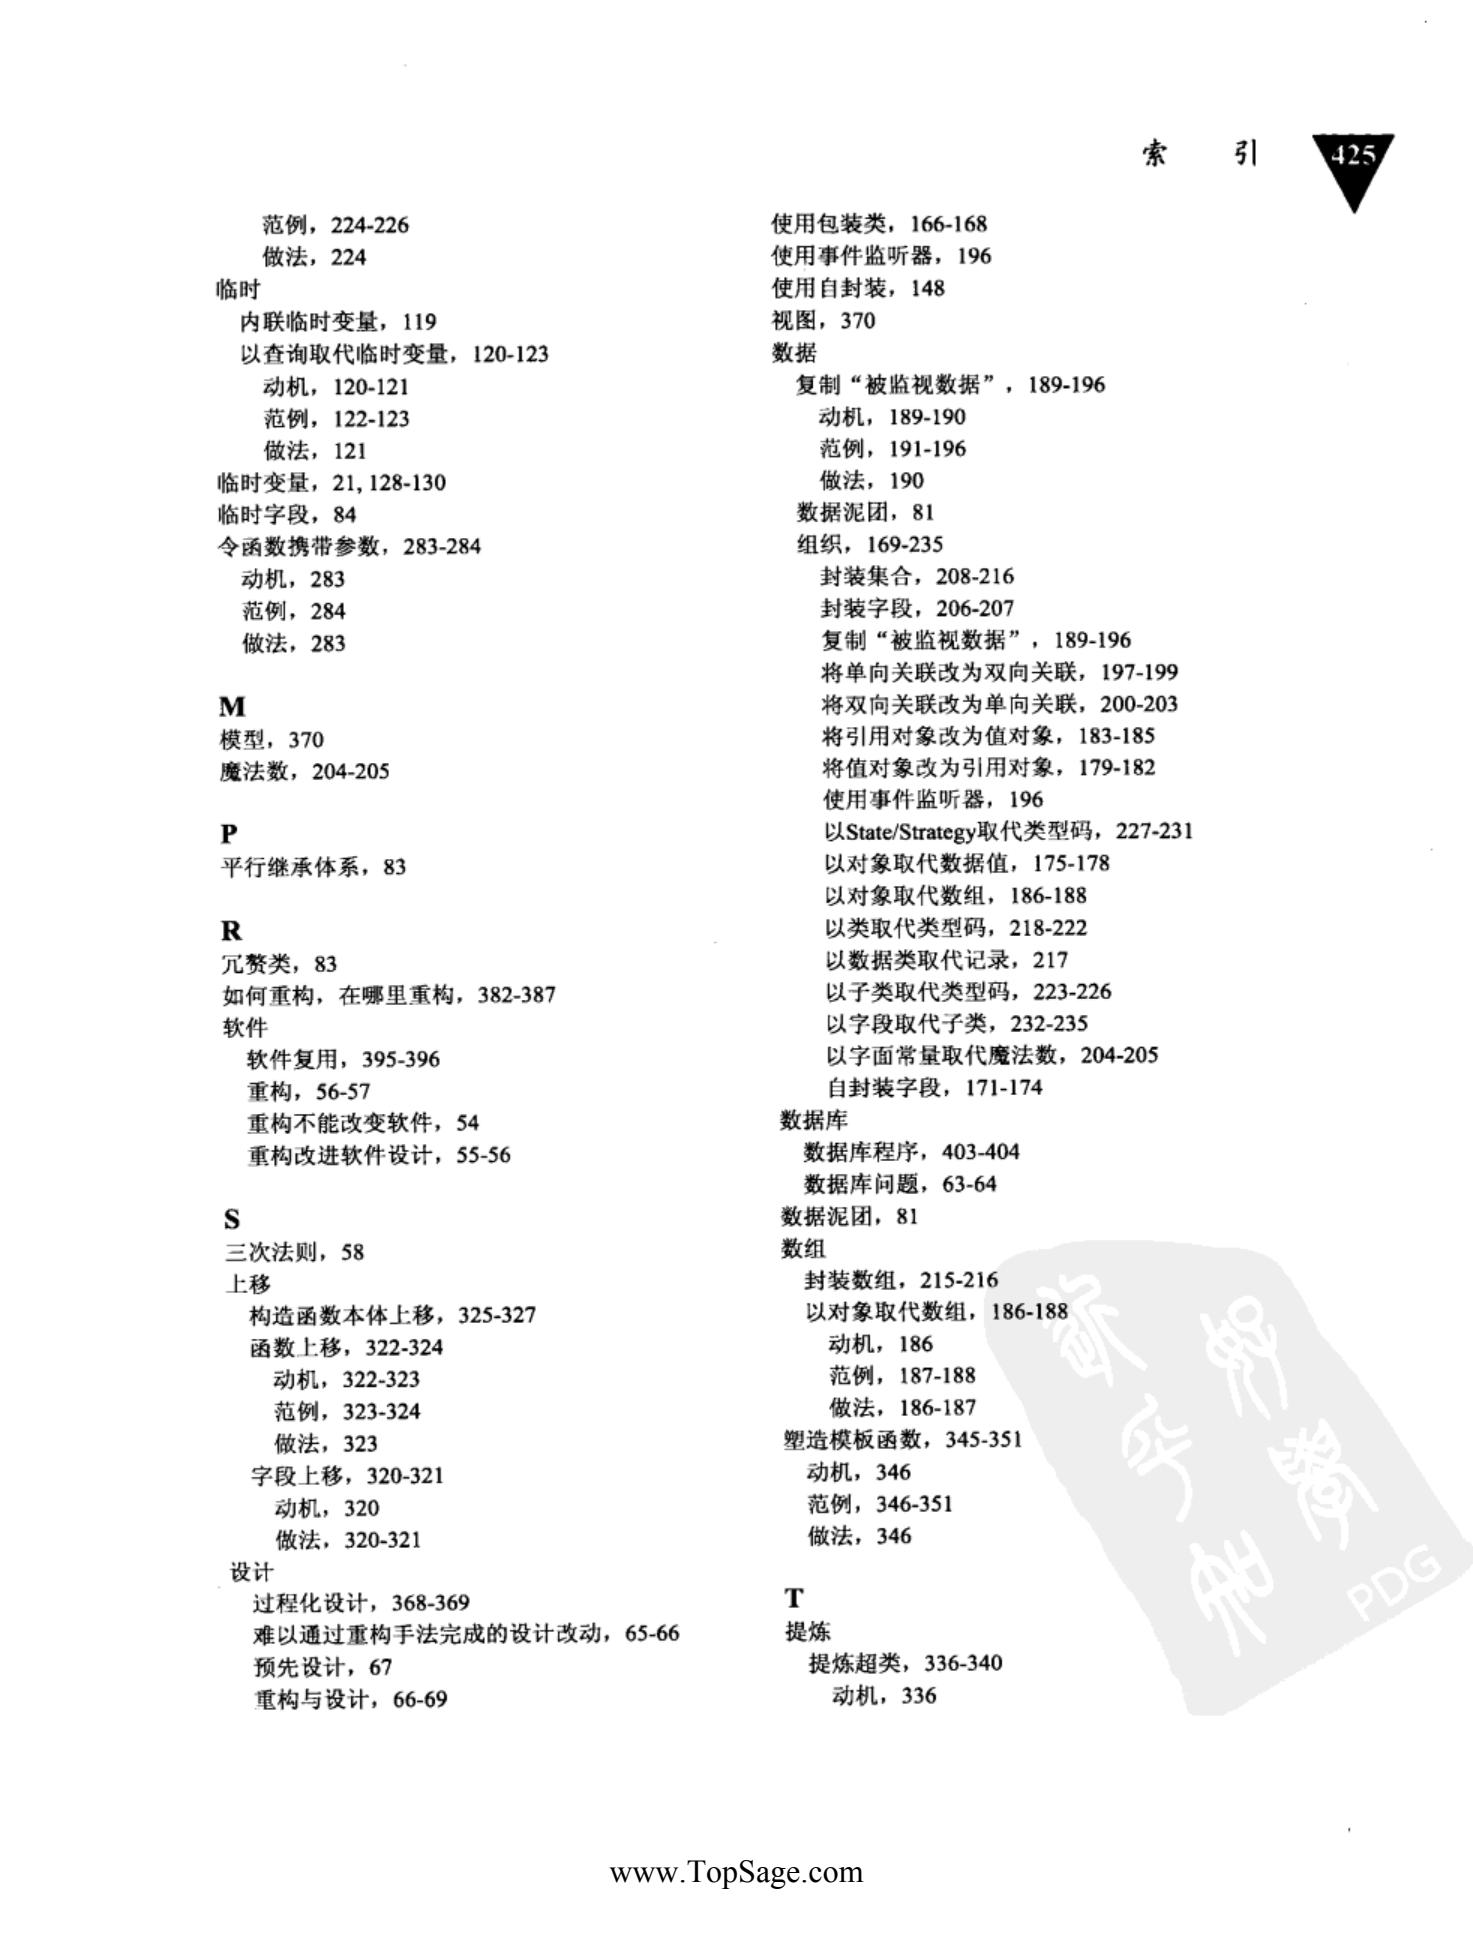 索 引
425
范例，224-226
做法，224
临时
内联临时变量，119
以查询取代临时变量，120-123
动机，120-121
范例，122-123
做法，121
临时变量，21, 128-130
临时字段，84
令函数携带参数，283-284
动机，283
范例，284
做法，283
M
模型，370
魔法数，204-205
P
平行继承体系，83
R
冗赘类，83
如何重构，在哪里重构，382-387
软件
软件复用，395-396
重构，56-57
重构不能改变软件，54
重构改进软件设计，55-56
S
三次法则，58
上移
构造函数本体上移，325-327
函数上移，322-324
动机，322-323
范例，323-324
做法，323
字段上移，320-321
动机，320
做法，320-321
设计
过程化设计，368-369
难以通过重构手法完成的设计改动，65-66
预先设计，67
重构与设计，66-69
使用包装类，166-168
使用事件监听器，196
使用自封装，148
视图，370
数据
复制“被监视数据”，189-196
动机，189-190
范例，191-196
做法，190
数据泥团，81
组织，169-235
封装集合，208-216
封装字段，206-207
复制“被监视数据”，189-196
将单向关联改为双向关联，197-199
将双向关联改为单向关联，200-203
将引用对象改为值对象，183-185
将值对象改为引用对象，179-182
使用事件监听器，196
以State/Strategy取代类型码，227-231
以对象取代数据值，175-178
以对象取代数组，186-188
以类取代类型码，218-222
以数据类取代记录，217
以子类取代类型码，223-226
以字段取代子类，232-235
以字面常量取代魔法数，204-205
自封装字段，171-174
数据库
数据库程序，403-404
数据库问题，63-64
数据泥团，81
数组
封装数组，215-216
以对象取代数组，186-188
动机，186
范例，187-188
做法，186-187
塑造模板函数，345-351
动机，346
范例，346-351
做法，346
T
提炼
提炼超类，336-340
动机，336
PDG
www.TopSage.com